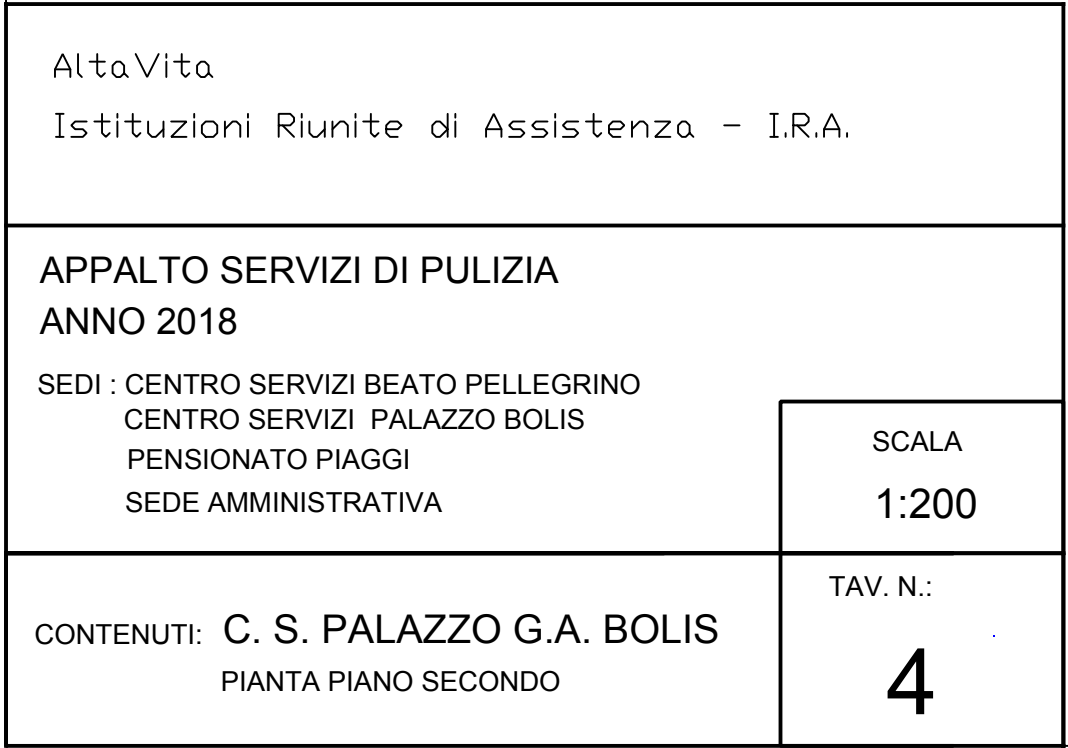 AltaVita
Istituzioni Riunite di Assistenza - I.R.A.
APPALTO SERVIZI DI PULIZIA
ANNO 2018
SEDI : CENTRO SERVIZI BEATO PELLEGRINO
CENTRO SERVIZI PALAZZO BOLIS
PENSIONATO PIAGGI
SEDE AMMINISTRATIVA
SCALA
1:200
CONTENUTI: C. S. PALAZZO G.A. BOLIS
PIANTA PIANO SECONDO
TAV. N.:
4